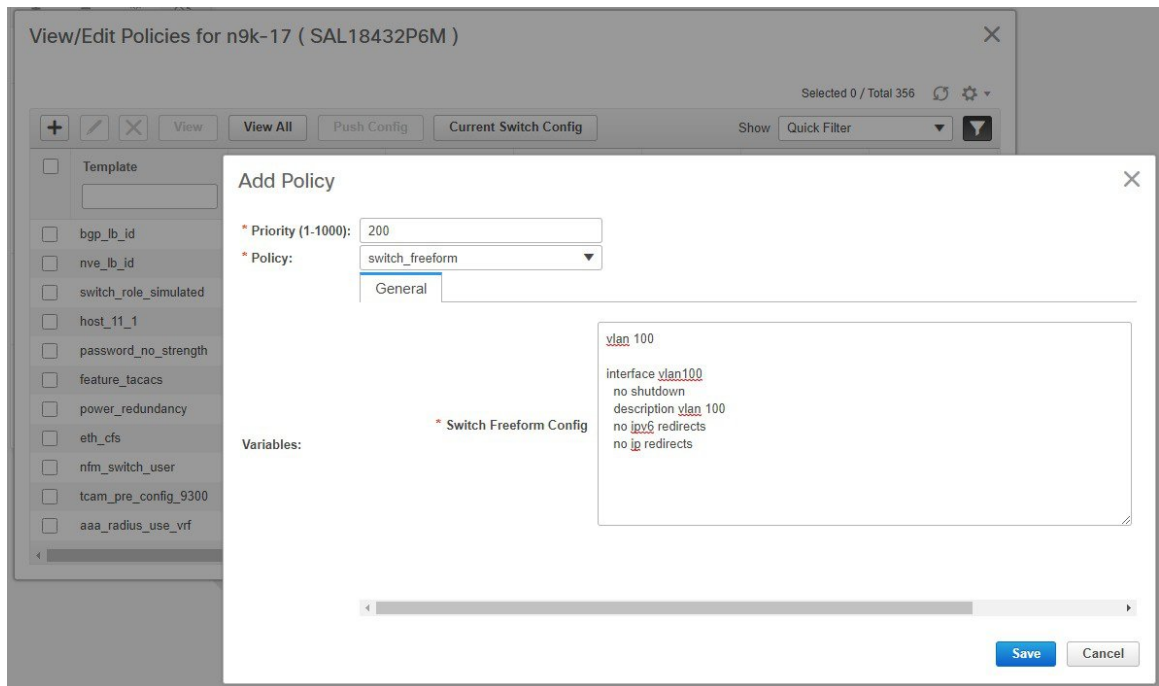 View/Edit Policies for n9k-17 ( SAL18432P6M )
Selected 0 / Total 356
View
View All
Push Config
Current Switch Config
Show
Quick Filter
Template
bgp_lb_id
nve_lb_id
switch_role_simulated
host_11_1
password_no_strength
feature_tacacs
power_redundancy
eth_cfs
nfm_switch_user
tcam_pre_config_9300
aaa_radius_use_vrf
Add Policy
* Priority (1-1000):
200
* Policy:
switch_freeform
General
Variables:
* Switch Freeform Config
vlan 100
interface vlan100
no shutdown
description vlan 100
no ipv6 redirects
no ip redirects
Save
Cancel